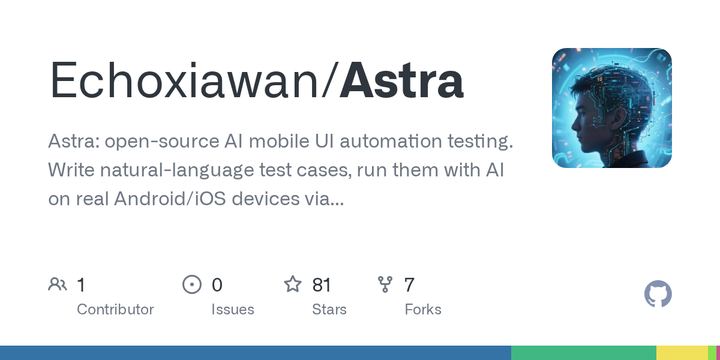 Echoxiawan/Astra
Astra: open-source AI mobile UI automation testing.
Write natural-language test cases, run them with AI
on real Android/iOS devices via...
1
Contributor
0
Issues
81
Stars
7
Forks